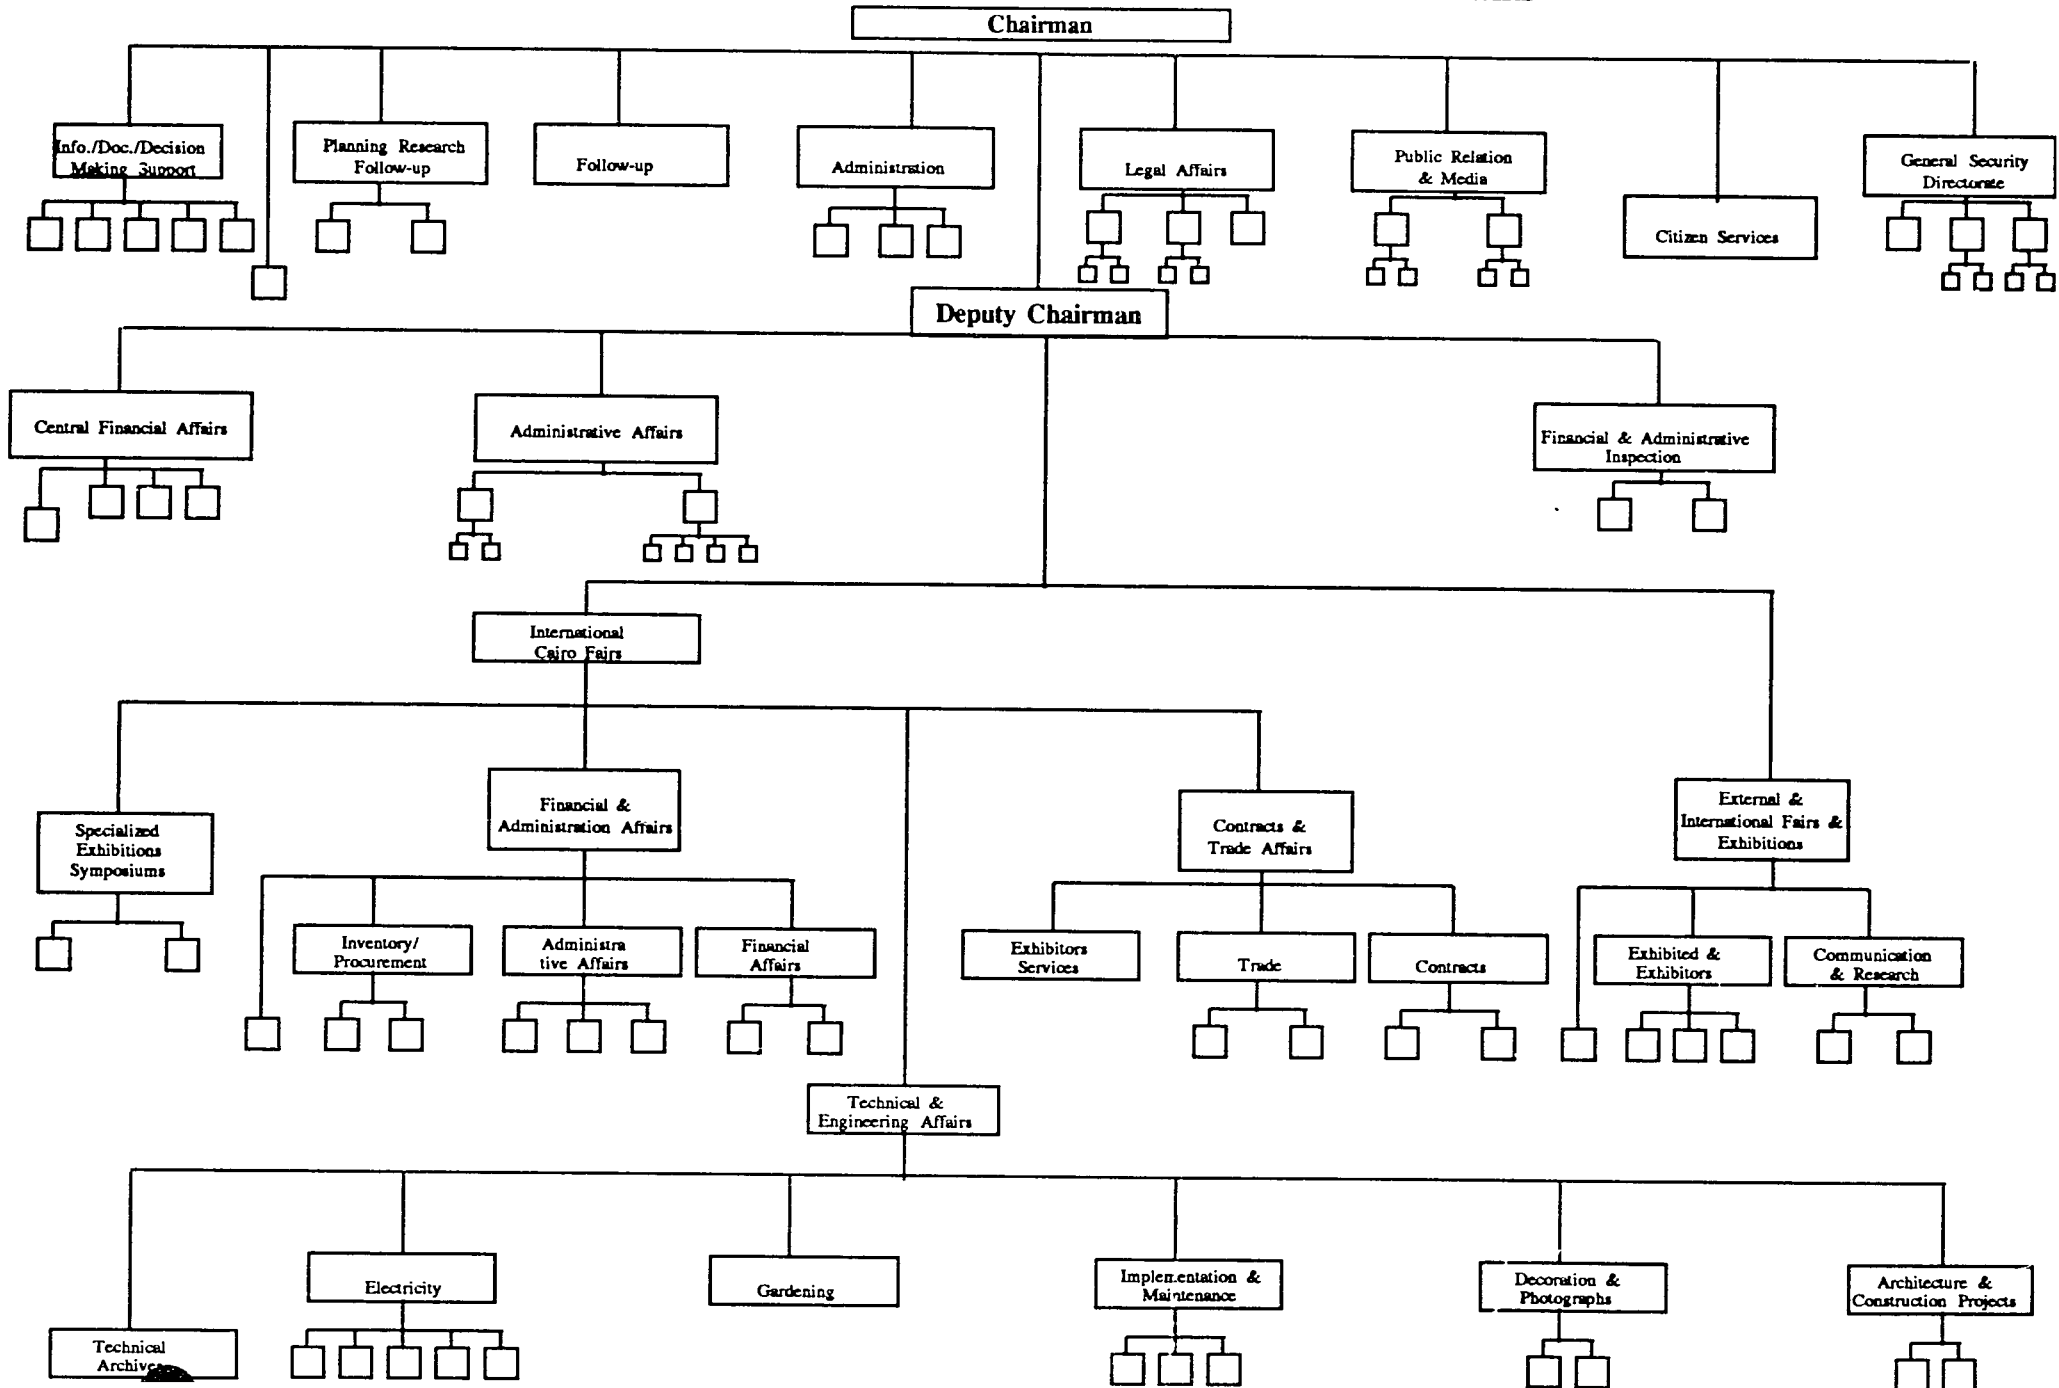 Chairman
Info./Doc./Decision
Making Support
Planning Research
Follow-up
Follow-up
Administration
Legal Affairs
Public Relation
& Media
Citizen Services
General Security
Directorate
Deputy Chairman
Central Financial Affairs
Administrative Affairs
Financial & Administrative
Inspection
International
Cairo Fairs
Specialized
Exhibitions
Symposiums
Financial &
Administration Affairs
Contracts &
Trade Affairs
External &
International Fairs &
Exhibitions
Inventory/
Procurement
Administra
tive Affairs
Financial
Affairs
Exhibitors
Services
Trade
Contracts
Exhibited &
Exhibitors
Communication
& Research
Technical &
Engineering Affairs
Technical
Archives
Electricity
Gardening
Implementation &
Maintenance
Decoration &
Photographs
Architecture &
Construction Projects